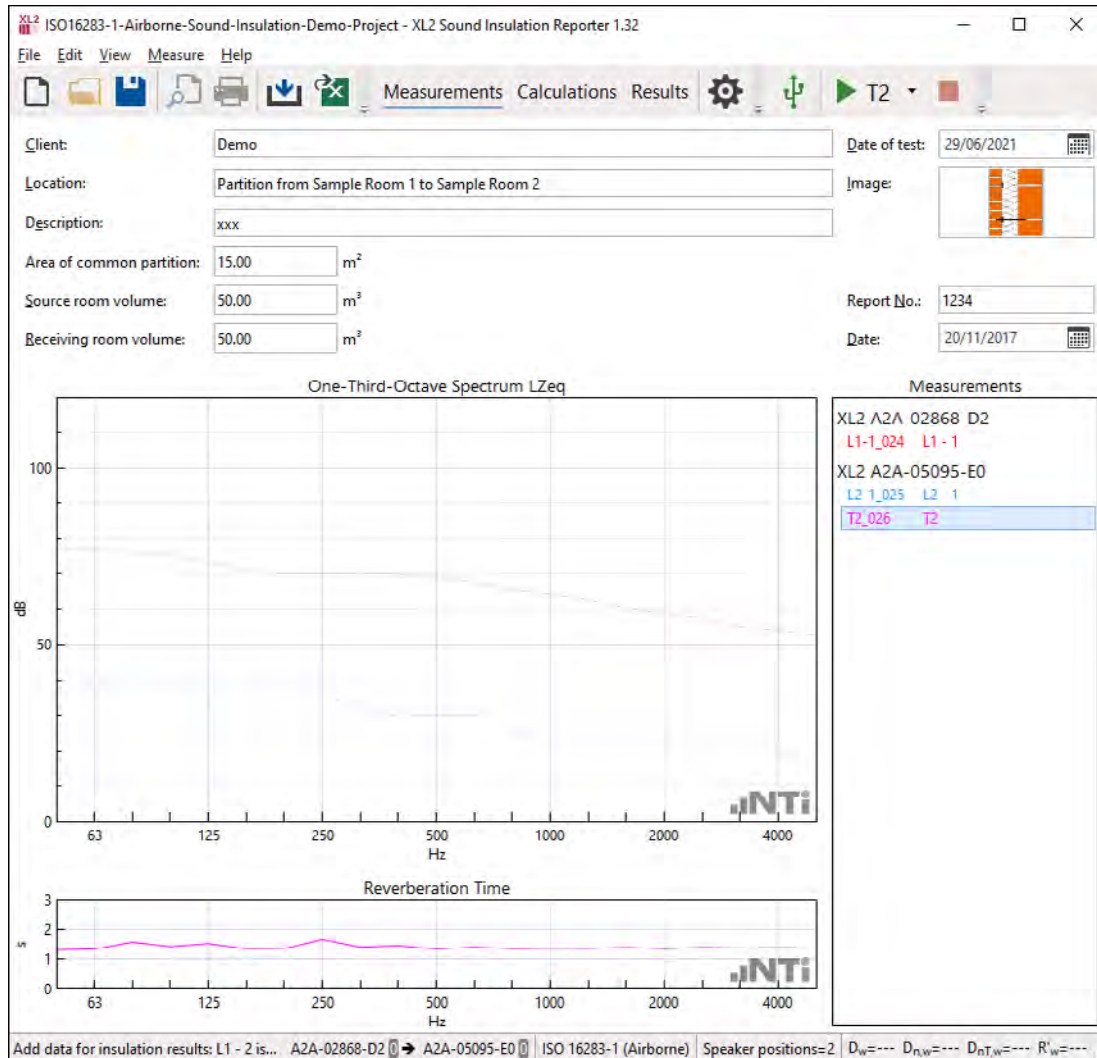 XL2 ISO16283-1-Airborne-Sound-Insulation-Demo-Project - XL2 Sound Insulation Reporter 1.32
File Edit View Measure Help
Measurements Calculations Results T2
Client: Demo Date of test: 29/06/2021
Location: Partition from Sample Room 1 to Sample Room 2 Image:
Description: xxx
Area of common partition: 15.00 m²
Source room volume: 50.00 m³ Report No.: 1234
Receiving room volume: 50.00 m³ Date: 20/11/2017
One-Third-Octave Spectrum LZeq
Measurements
XL2 A2A 02868 D2
L1-1_024 L1 - 1
XL2 A2A-05095-E0
L2 1_025 L2 1
T2_026 T2
100
50
0
dB
NTi
63 125 250 500 1000 2000 4000
Hz
Reverberation Time
3
2
1
0
s
NTi
63 125 250 500 1000 2000 4000
Hz
Add data for insulation results: L1 - 2 is... A2A-02868-D2 0 → A2A-05095-E0 0 ISO 16283-1 (Airborne) Speaker positions=2 Dw=--- Dn,w=--- DnT,w=--- R'w=---